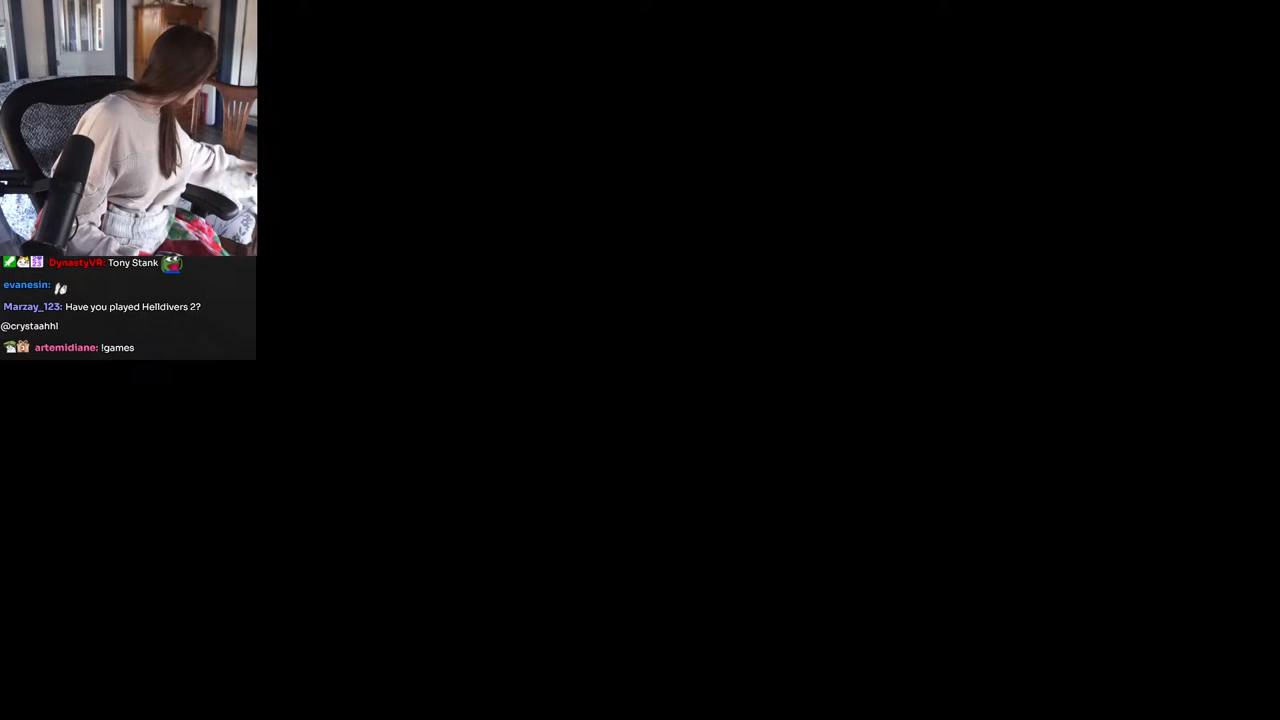 DynastyVR: Tony Stank
evanesin:
Marzay_123: Have you played Helldivers 2?
@crystaahhl
artemidiane: !games